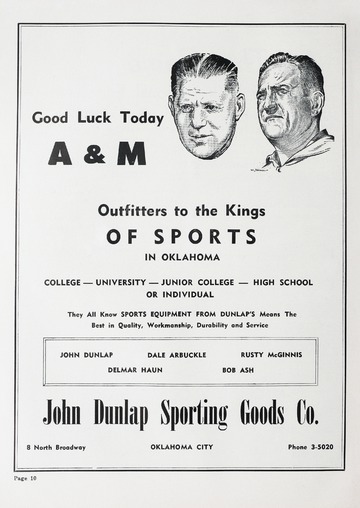 Good Luck Today
A & M
Outfitters to the Kings
OF SPORTS
IN OKLAHOMA
COLLEGE — UNIVERSITY — JUNIOR COLLEGE — HIGH SCHOOL
OR INDIVIDUAL
They All Know SPORTS EQUIPMENT FROM DUNLAP'S Means The
Best in Quality, Workmanship, Durability and Service
JOHN DUNLAP DALE ARBUCKLE RUSTY McGINNIS
DELMAR HAUN BOB ASH
John Dunlap Sporting Goods Co.
8 North Broadway OKLAHOMA CITY Phone 3-5020
Page 10